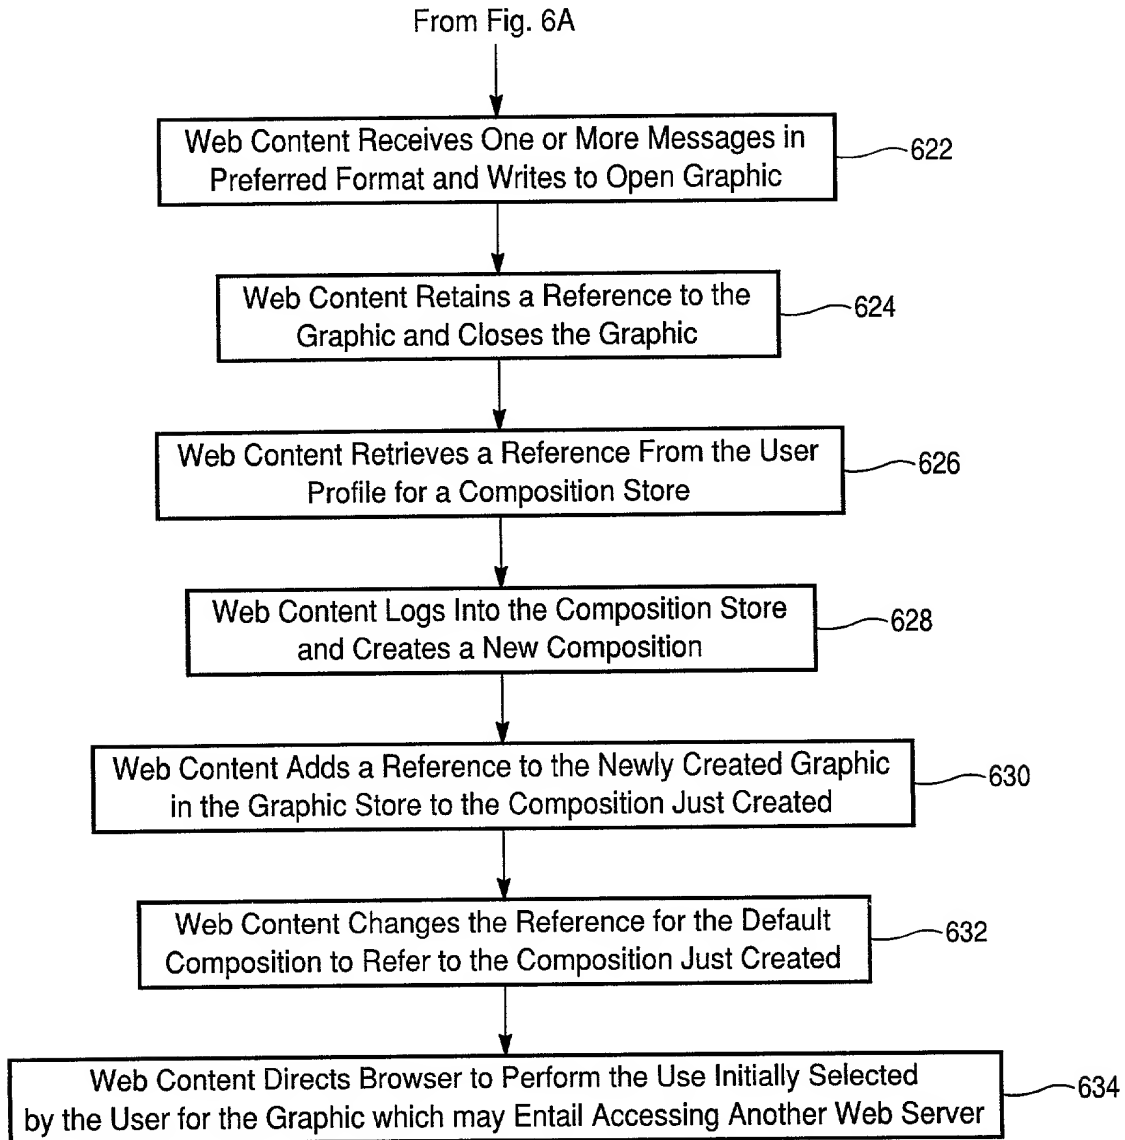 From Fig. 6A
Web Content Receives One or More Messages in
Preferred Format and Writes to Open Graphic
622
Web Content Retains a Reference to the
Graphic and Closes the Graphic
624
Web Content Retrieves a Reference From the User
Profile for a Composition Store
626
Web Content Logs Into the Composition Store
and Creates a New Composition
628
Web Content Adds a Reference to the Newly Created Graphic
in the Graphic Store to the Composition Just Created
630
Web Content Changes the Reference for the Default
Composition to Refer to the Composition Just Created
632
Web Content Directs Browser to Perform the Use Initially Selected
by the User for the Graphic which may Entail Accessing Another Web Server
634